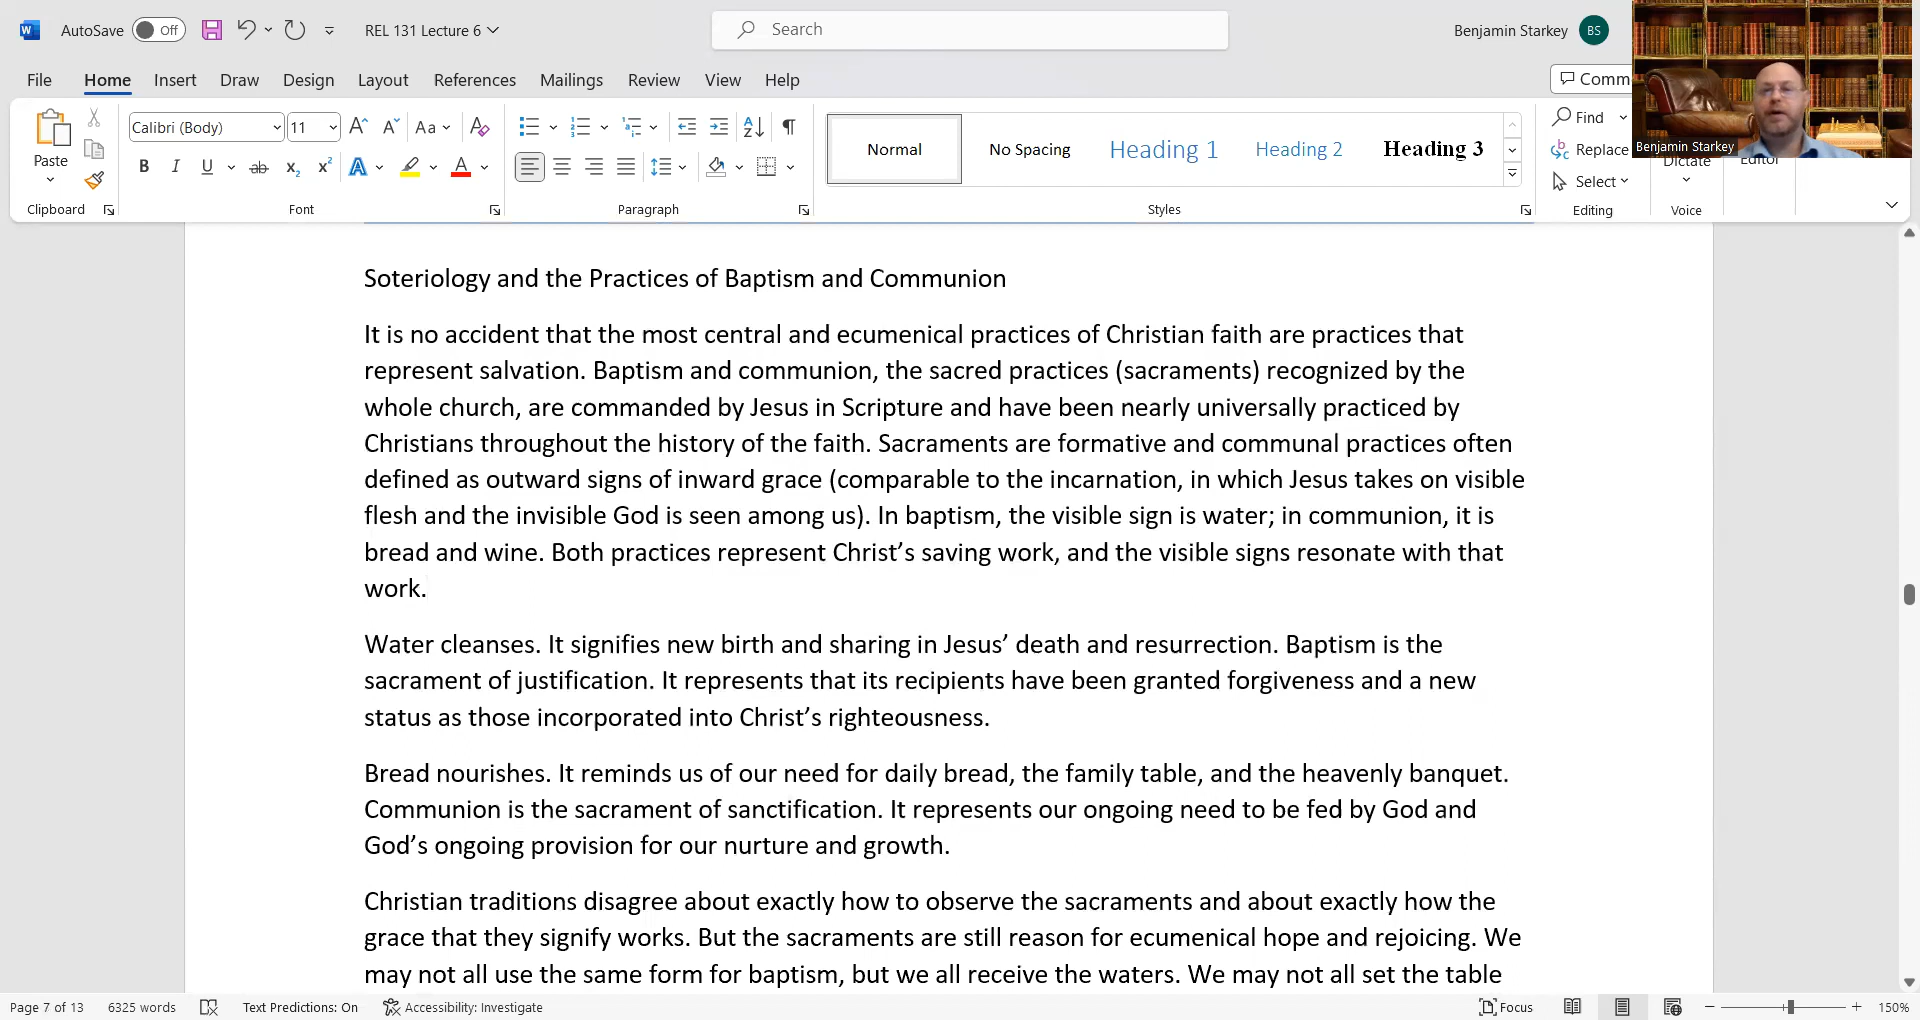 AutoSave Off REL 131 Lecture 6 Search Benjamin Starkey BS
File Home Insert Draw Design Layout References Mailings Review View Help Comm
Paste Calibri (Body) 11 Aa Normal No Spacing Heading 1 Heading 2 Heading 3 Find Replace Select Dictate Editor
Benjamin Starkey
Clipboard Font Paragraph Styles Editing Voice
Soteriology and the Practices of Baptism and Communion
It is no accident that the most central and ecumenical practices of Christian faith are practices that
represent salvation. Baptism and communion, the sacred practices (sacraments) recognized by the
whole church, are commanded by Jesus in Scripture and have been nearly universally practiced by
Christians throughout the history of the faith. Sacraments are formative and communal practices often
defined as outward signs of inward grace (comparable to the incarnation, in which Jesus takes on visible
flesh and the invisible God is seen among us). In baptism, the visible sign is water; in communion, it is
bread and wine. Both practices represent Christ’s saving work, and the visible signs resonate with that
work.
Water cleanses. It signifies new birth and sharing in Jesus’ death and resurrection. Baptism is the
sacrament of justification. It represents that its recipients have been granted forgiveness and a new
status as those incorporated into Christ’s righteousness.
Bread nourishes. It reminds us of our need for daily bread, the family table, and the heavenly banquet.
Communion is the sacrament of sanctification. It represents our ongoing need to be fed by God and
God’s ongoing provision for our nurture and growth.
Christian traditions disagree about exactly how to observe the sacraments and about exactly how the
grace that they signify works. But the sacraments are still reason for ecumenical hope and rejoicing. We
may not all use the same form for baptism, but we all receive the waters. We may not all set the table
Page 7 of 13 6325 words Text Predictions: On Accessibility: Investigate Focus 150%